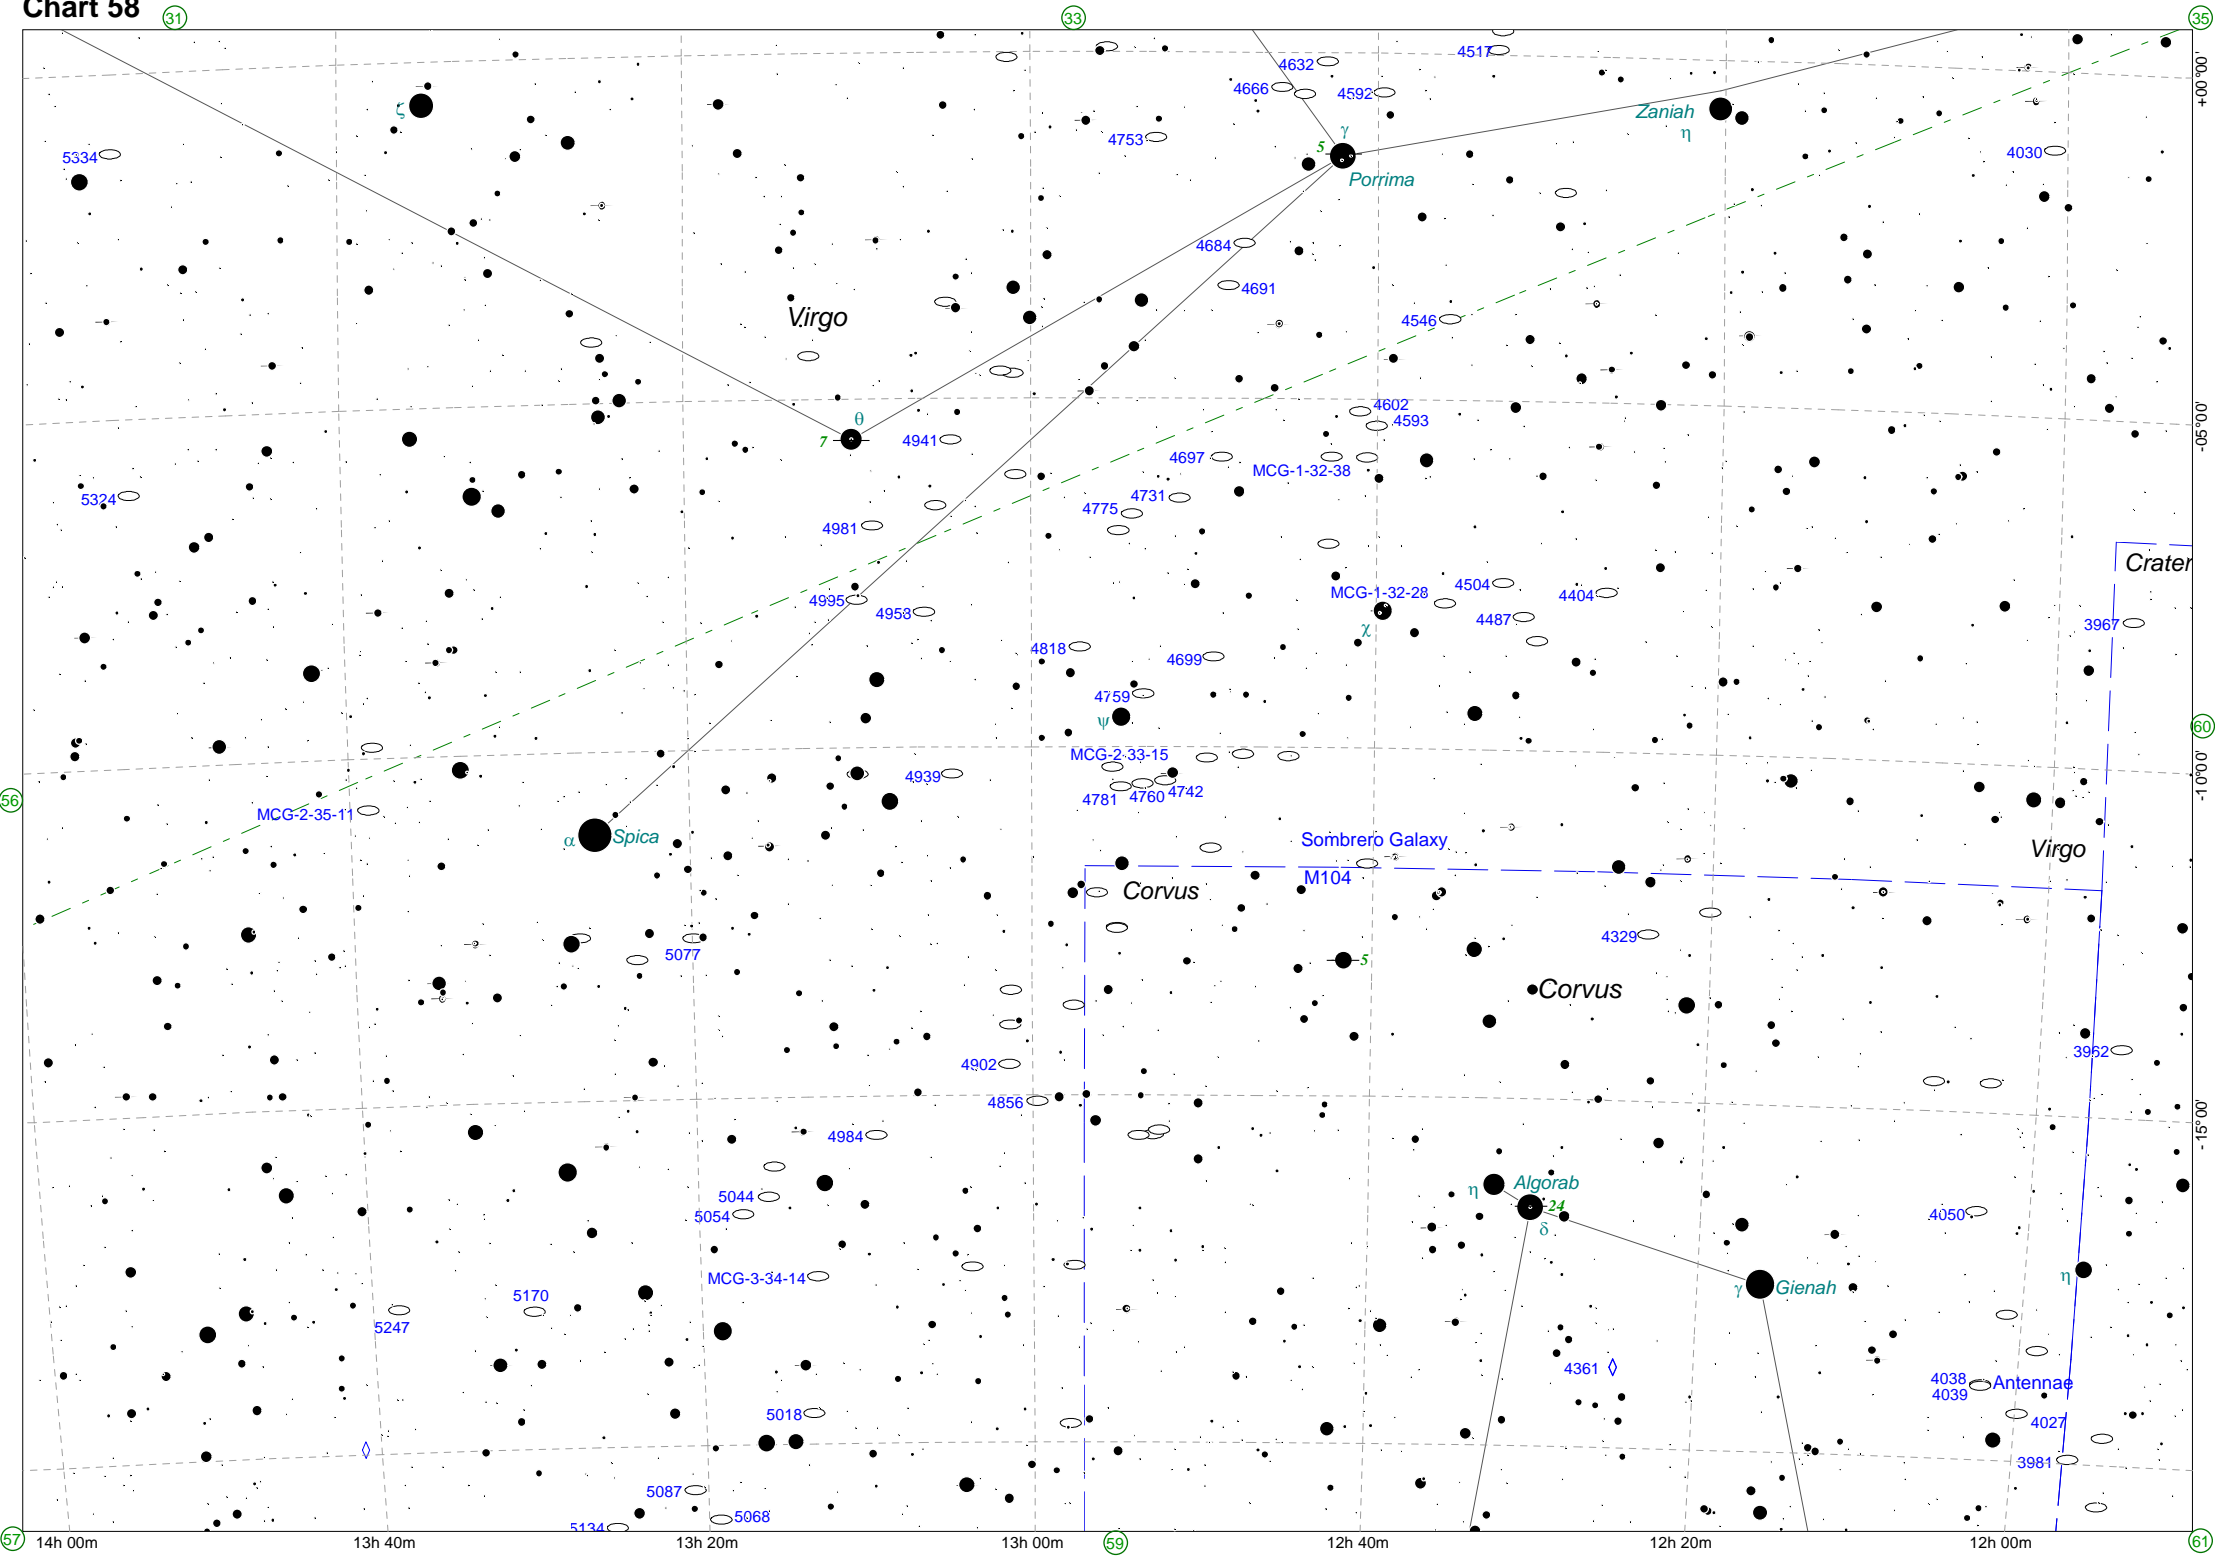 Chart 58
31
33
35
4517
4632
4666
4592
ζ
Zaniah
η
4753
γ
5
Porrima
4030
5334
4684
4691
Virgo
4546
4602
4593
θ
7
4941
4697
MCG-1-32-38
5324
4731
4775
4981
Crater
4995
4958
MCG-1-32-28
4504
4404
χ
4487
3967
4818
4699
4759
ψ
60
MCG-2-33-15
4939
4781
4760
4742
56
MCG-2-35-11
α
Spica
Sombrero Galaxy
M104
Virgo
Corvus
4329
5077
5
Corvus
4902
3962
4856
4984
5044
5054
η
Algorab
24
δ
4050
MCG-3-34-14
γ
Gienah
η
5170
5247
4361
4038
4039
Antennae
5018
4027
3981
5087
5068
5134
+00°00'
-05°00'
-10°00'
-15°00'
57
14h 00m
13h 40m
13h 20m
13h 00m
59
12h 40m
12h 20m
12h 00m
61